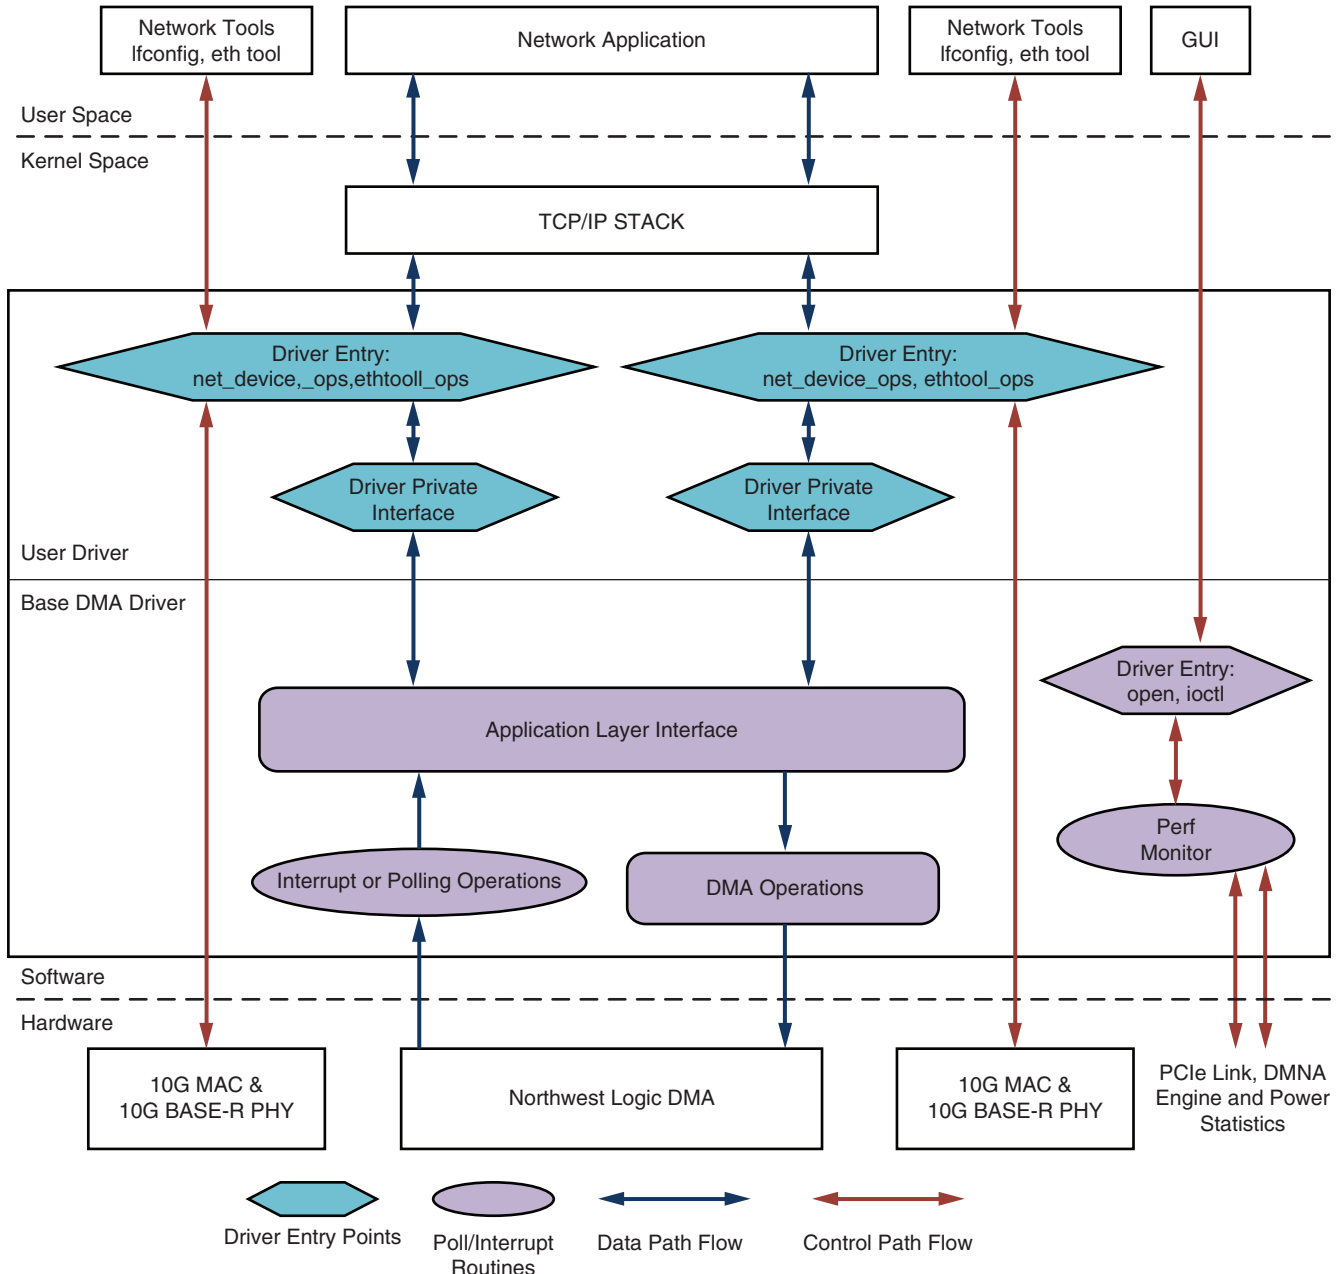 Network Tools
Ifconfig, eth tool
Network Application
Network Tools
Ifconfig, eth tool
GUI
User Space
Kernel Space
TCP/IP STACK
Driver Entry:
net_device,_ops,ethtooll_ops
Driver Entry:
net_device_ops, ethtool_ops
Driver Private
Interface
Driver Private
Interface
User Driver
Base DMA Driver
Driver Entry:
open, ioctl
Application Layer Interface
Perf
Monitor
Interrupt or Polling Operations
DMA Operations
Software
Hardware
10G MAC &
10G BASE-R PHY
Northwest Logic DMA
10G MAC &
10G BASE-R PHY
PCIe Link, DMNA
Engine and Power
Statistics
Driver Entry Points
Poll/Interrupt
Routines
Data Path Flow
Control Path Flow